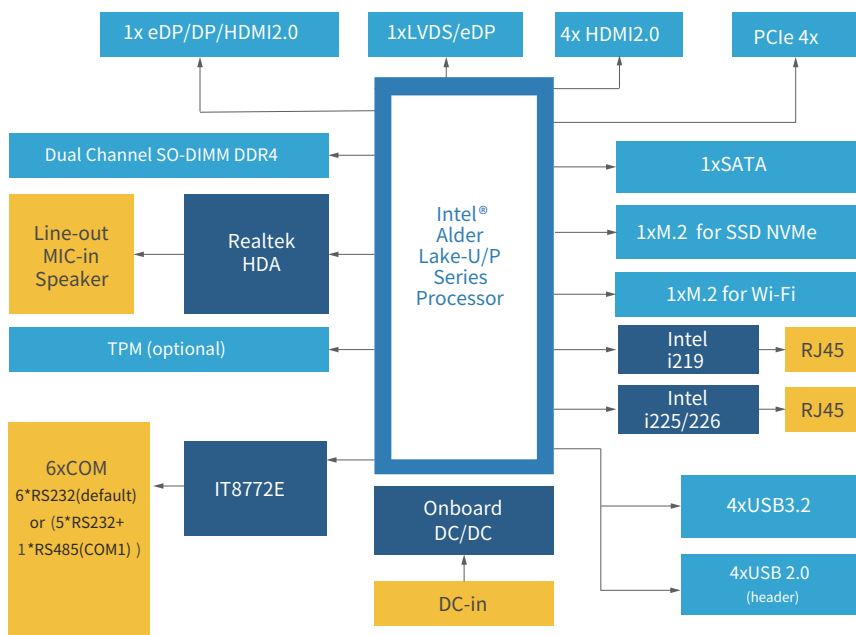 1x eDP/DP/HDMI2.0
1xLVDS/eDP
4x HDMI2.0
PCIe 4x
Dual Channel SO-DIMM DDR4
1xSATA
Line-out
MIC-in
Speaker
Realtek
HDA
Intel®
Alder
Lake-U/P
Series
Processor
1xM.2 for SSD NVMe
1xM.2 for Wi-Fi
TPM (optional)
Intel
i219
RJ45
Intel
i225/226
RJ45
6xCOM
6*RS232(default)
or (5*RS232+
1*RS485(COM1) )
IT8772E
Onboard
DC/DC
DC-in
4xUSB3.2
4xUSB 2.0
(header)